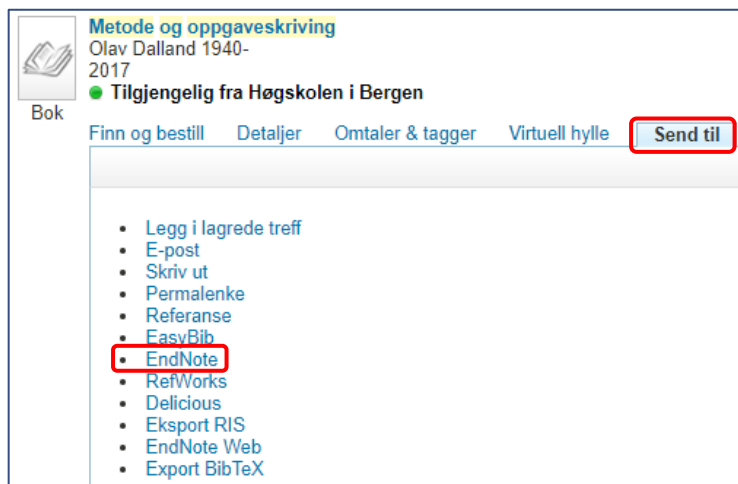 Metode og oppgaveskriving
Olav Dalland 1940-
2017
Tilgjengelig fra Høgskolen i Bergen
Bok
Finn og bestill Detaljer Omtaler & tagger Virtuell hylle Send til
Legg i lagrede treff
E-post
Skriv ut
Permalenke
Referanse
EasyBib
EndNote
RefWorks
Delicious
Eksport RIS
EndNote Web
Export BibTeX